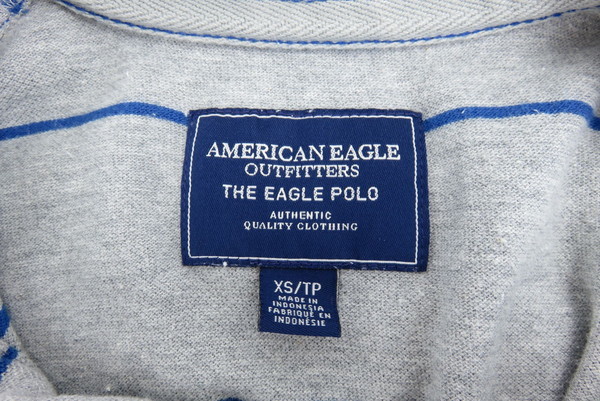 AMERICAN EAGLE
OUTFITTERS
THE EAGLE POLO
AUTHENTIC
QUALITY CLOTHING
XS/TP
MADE IN
INDONESIA
FABRIQUÉ EN
INDONÉSIE